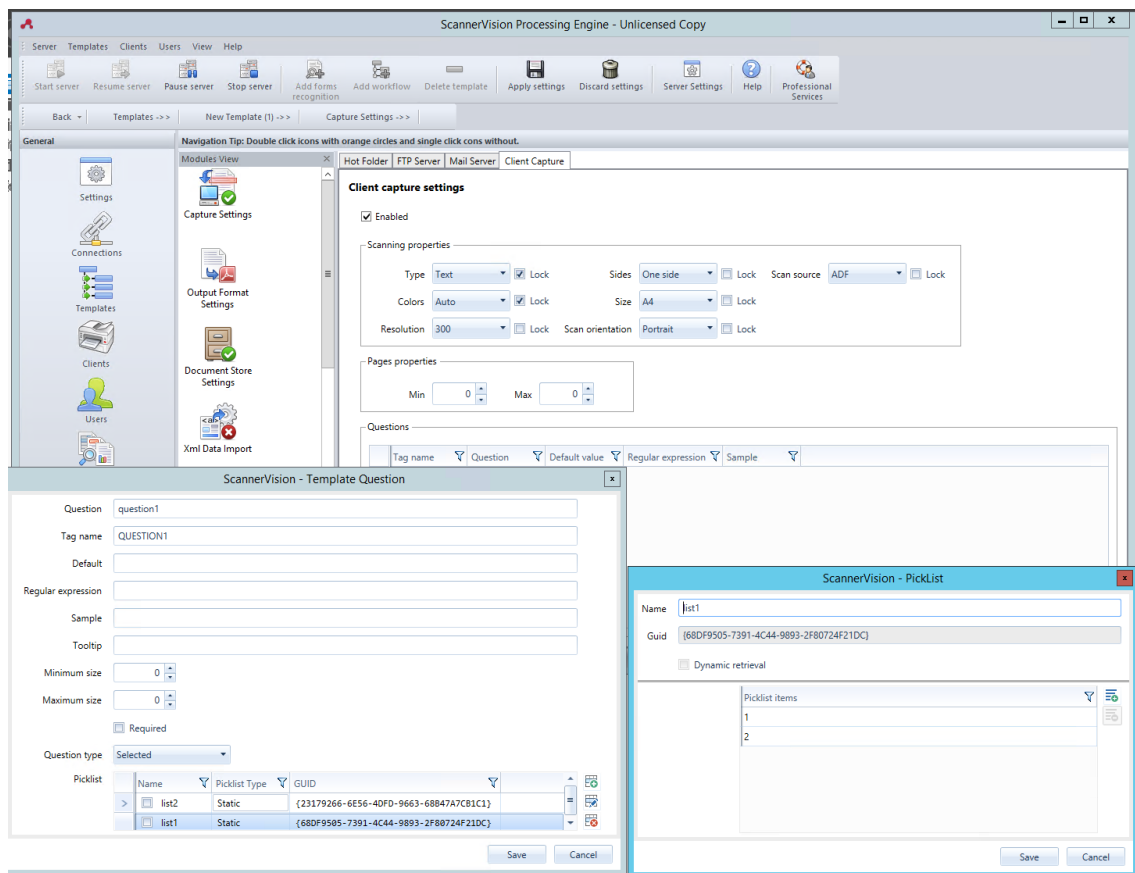 ScannerVision Processing Engine - Unlicensed Copy
Server Templates Clients Users View Help
Start server Resume server Pause server Stop server Add forms recognition Add workflow Delete template Apply settings Discard settings Server Settings Help Professional Services
Back Templates ->> New Template (1) ->> Capture Settings ->>
General
Navigation Tip: Double click icons with orange circles and single click cons without.
Settings
Connections
Templates
Clients
Users
Modules View
Capture Settings
Output Format
Settings
Document Store
Settings
Xml Data Import
Hot Folder FTP Server Mail Server Client Capture
Client capture settings
Enabled
Scanning properties
Type Text Lock Sides One side Lock Scan source ADF Lock
Colors Auto Lock Size A4 Lock
Resolution 300 Lock Scan orientation Portrait Lock
Pages properties
Min 0 Max 0
Questions
Tag name Question Default value Regular expression Sample
ScannerVision - Template Question
Question question1
Tag name QUESTION1
Default
Regular expression
Sample
Tooltip
Minimum size 0
Maximum size 0
Required
Question type Selected
Picklist Name Picklist Type GUID
list2 Static {23179266-6E56-4DFD-9663-68B47A7CB1C1}
list1 Static {68DF9505-7391-4C44-9893-2F80724F21DC}
Save Cancel
ScannerVision - PickList
Name list1
Guid {68DF9505-7391-4C44-9893-2F80724F21DC}
Dynamic retrieval
Picklist items
1
2
Save Cancel